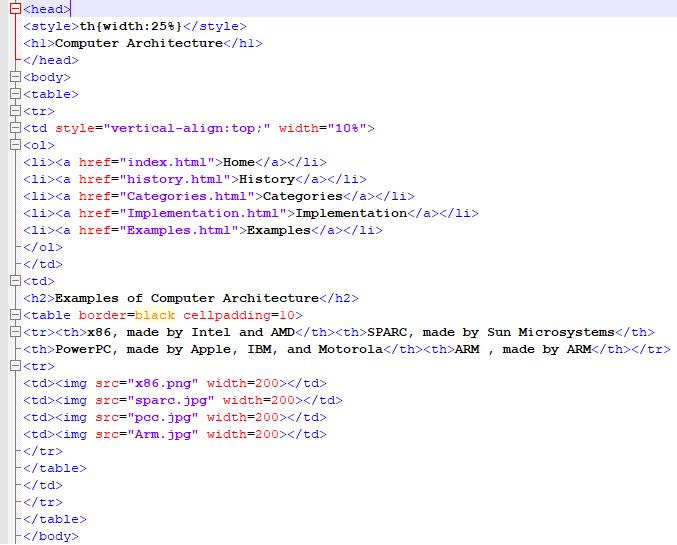 <head>
<style>th{width:25%}</style>
<h1>Computer Architecture</h1>
</head>
<body>
<table>
<tr>
<td style="vertical-align:top;" width="10%">
<ol>
<li><a href="index.html">Home</a></li>
<li><a href="history.html">History</a></li>
<li><a href="Categories.html">Categories</a></li>
<li><a href="Implementation.html">Implementation</a></li>
<li><a href="Examples.html">Examples</a></li>
</ol>
</td>
<td>
<h2>Examples of Computer Architecture</h2>
<table border=black cellpadding=10>
<tr><th>x86, made by Intel and AMD</th><th>SPARC, made by Sun Microsystems</th>
<th>PowerPC, made by Apple, IBM, and Motorola</th><th>ARM , made by ARM</th></tr>
<tr>
<td><img src="x86.png" width=200></td>
<td><img src="sparc.jpg" width=200></td>
<td><img src="pcc.jpg" width=200></td>
<td><img src="Arm.jpg" width=200></td>
</tr>
</table>
</td>
</tr>
</table>
</body>